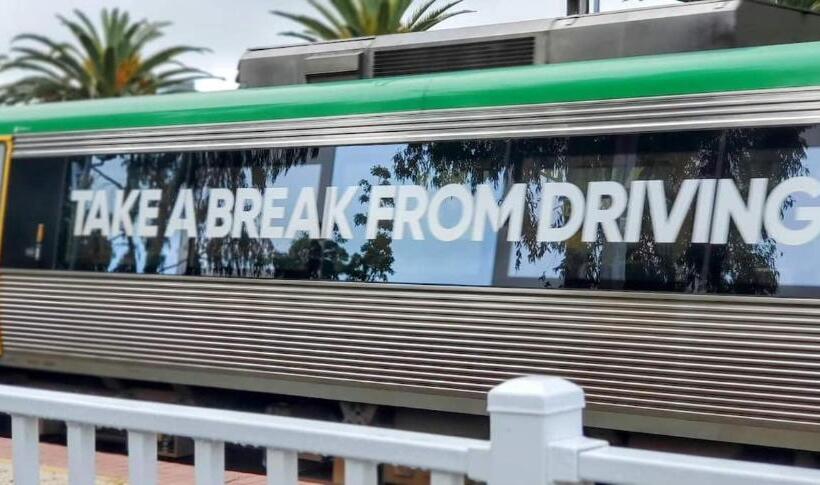 TAKE A BREAK FROM DRIVING